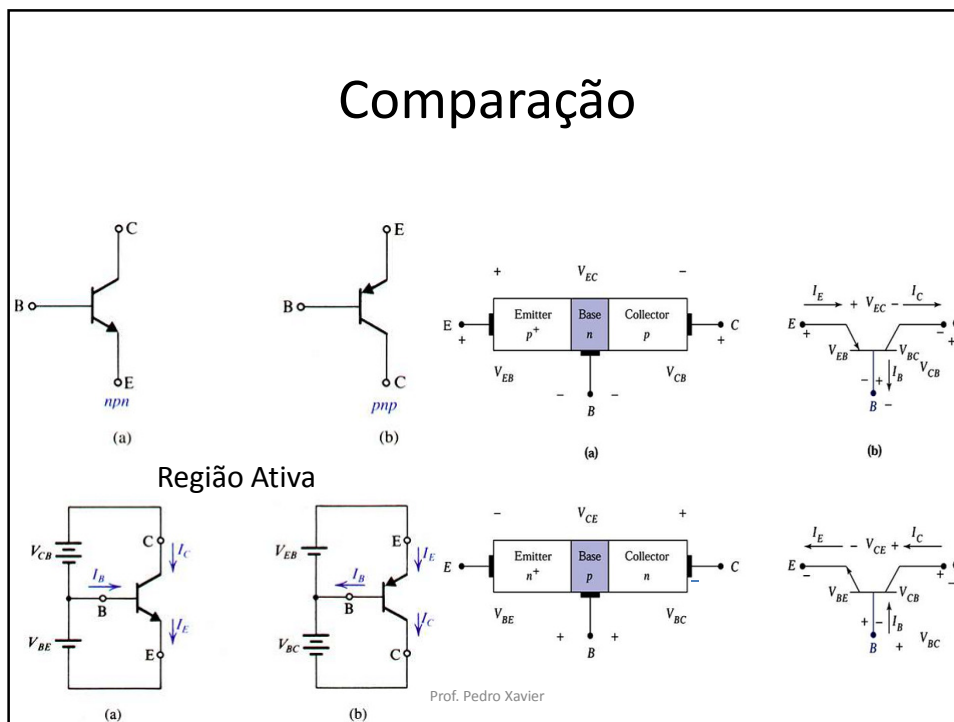 Comparação
C
B
E
npn
(a)
E
B
C
pnp
(b)
+ V_EC −
E
+
Emitter
p+
Base
n
Collector
p
C
+
V_EB
V_CB
− −
B
(a)
I_E + V_EC − I_C
E
+
C
−
+
V_EB
V_BC
V_CB
− +
I_B
B −
(b)
Região Ativa
V_CB
C
I_C
I_B
B
I_E
V_BE
E
(a)
V_EB
E
I_E
I_B
B
I_C
V_BC
C
(b)
− V_CE +
E
−
Emitter
n+
Base
p
Collector
n
−
C
V_BE
V_BC
+ +
B
I_E − V_CE + I_C
E
−
C
+
−
V_BE
V_CB
+ −
I_B
B
+
V_BC
Prof. Pedro Xavier